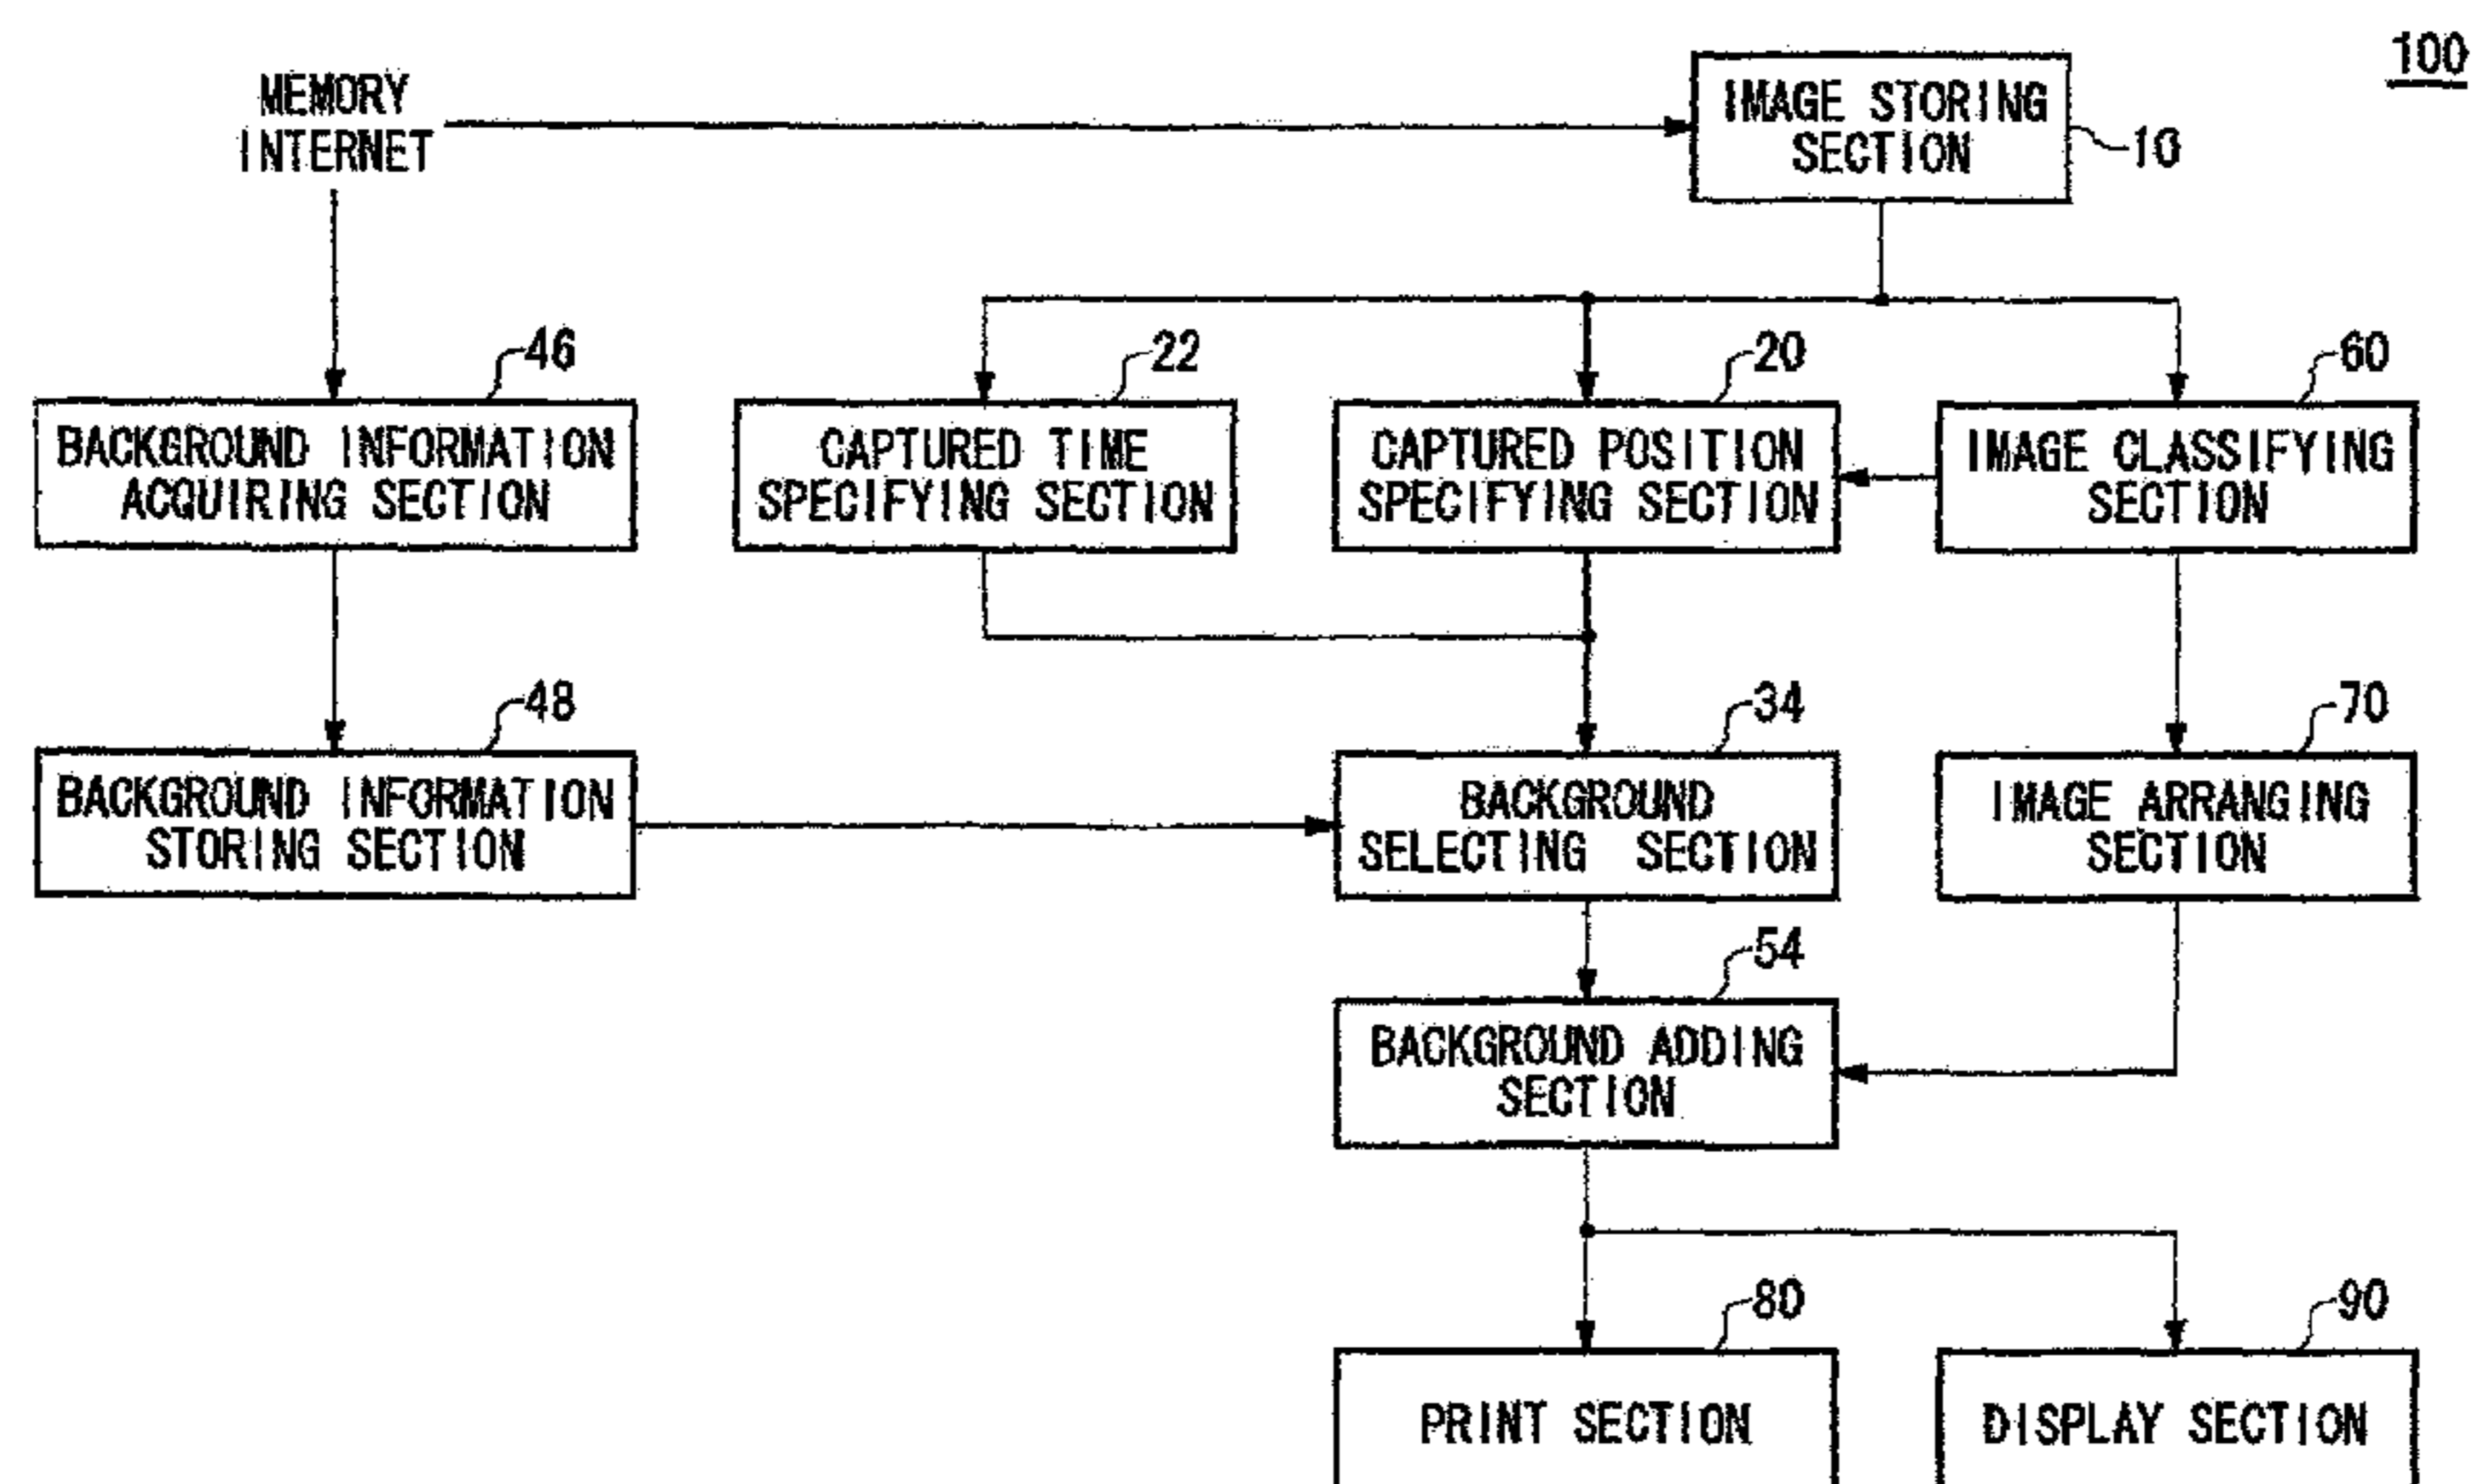 100
MEMORY
INTERNET
IMAGE STORING
SECTION
10
46
22
20
60
BACKGROUND INFORMATION
ACQUIRING SECTION
CAPTURED TIME
SPECIFYING SECTION
CAPTURED POSITION
SPECIFYING SECTION
IMAGE CLASSIFYING
SECTION
48
34
70
BACKGROUND INFORMATION
STORING SECTION
BACKGROUND
SELECTING SECTION
IMAGE ARRANGING
SECTION
54
BACKGROUND ADDING
SECTION
80
90
PRINT SECTION
DISPLAY SECTION